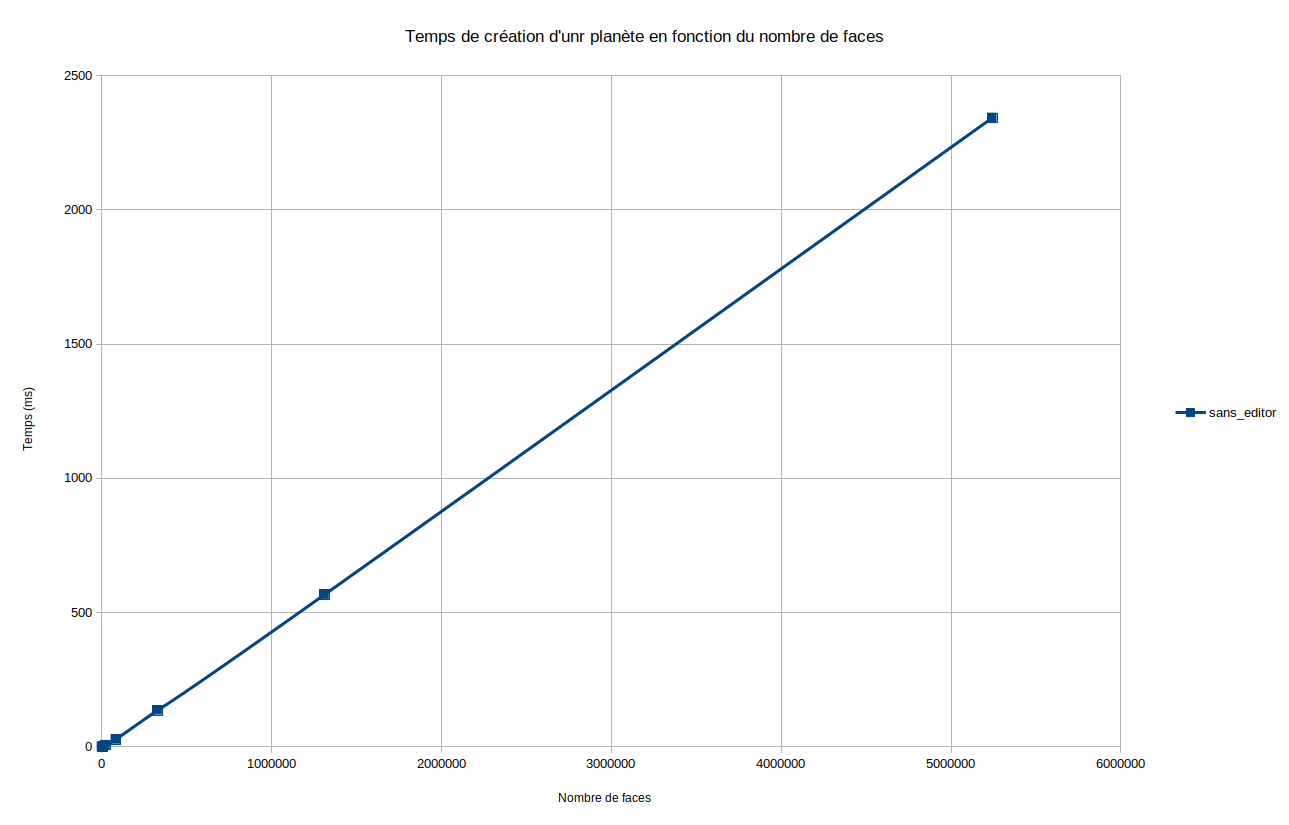 Temps de création d'unr planète en fonction du nombre de faces
2500
2000
1500
1000
500
0
Temps (ms)
0 1000000 2000000 3000000 4000000 5000000 6000000
Nombre de faces
sans_editor